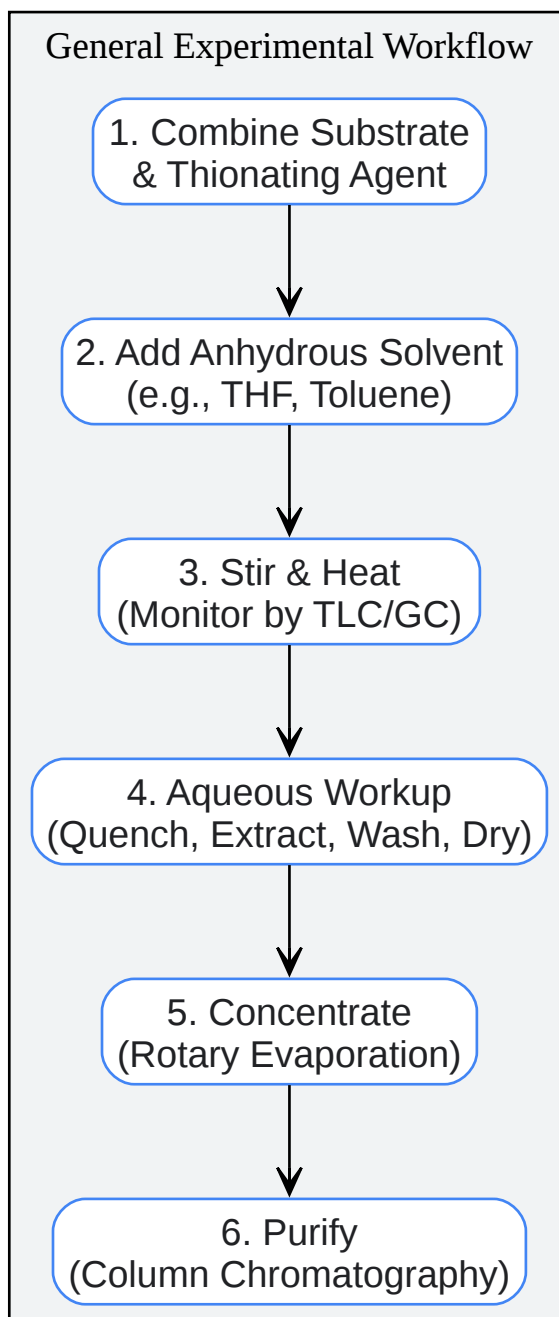 General Experimental Workflow
1. Combine Substrate
& Thionating Agent
2. Add Anhydrous Solvent
(e.g., THF, Toluene)
3. Stir & Heat
(Monitor by TLC/GC)
4. Aqueous Workup
(Quench, Extract, Wash, Dry)
5. Concentrate
(Rotary Evaporation)
6. Purify
(Column Chromatography)